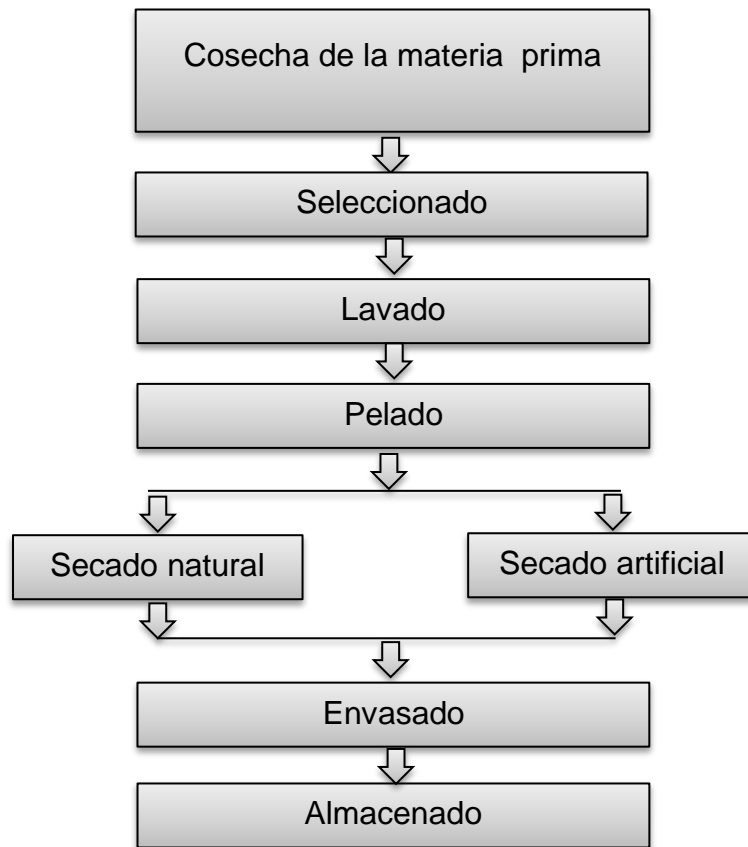 Cosecha de la materia prima
Seleccionado
Lavado
Pelado
Secado natural
Secado artificial
Envasado
Almacenado